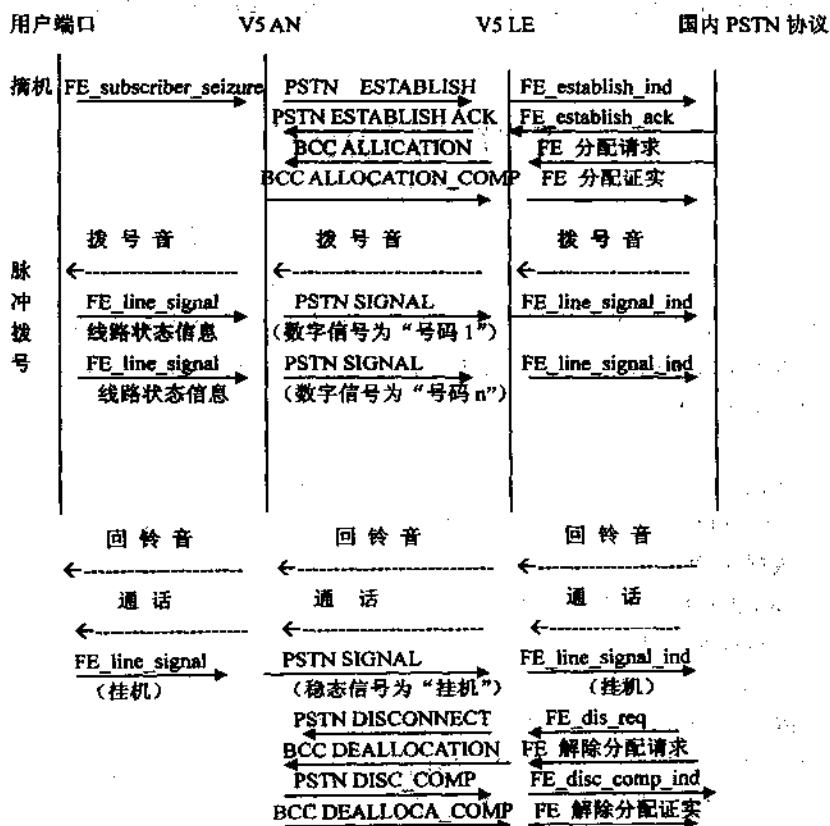 用户端口 V5 AN V5 LE 国内 PSTN 协议
摘机 FE_subscriber_seizure PSTN ESTABLISH FE_establish_ind
PSTN ESTABLISH ACK FE_establish_ack
BCC ALLICATION FE 分配请求
BCC ALLOCATION_COMP FE 分配证实
拨号音 拨号音 拨号音
脉冲拨号
FE_line_signal PSTN SIGNAL FE_line_signal_ind
线路状态信息 (数字信号为“号码1”)
FE_line_signal PSTN SIGNAL FE_line_signal_ind
线路状态信息 (数字信号为“号码 n”)
回铃音 回铃音 回铃音
通话 通话 通话
FE_line_signal PSTN SIGNAL FE_line_signal_ind
(挂机) (稳态信号为“挂机”) (挂机)
PSTN DISCONNECT FE_dis_req
BCC DEALLOCATION FE 解除分配请求
PSTN DISC_COMP FE_disc_comp_ind
BCC DEALLOCA_COMP FE 解除分配证实